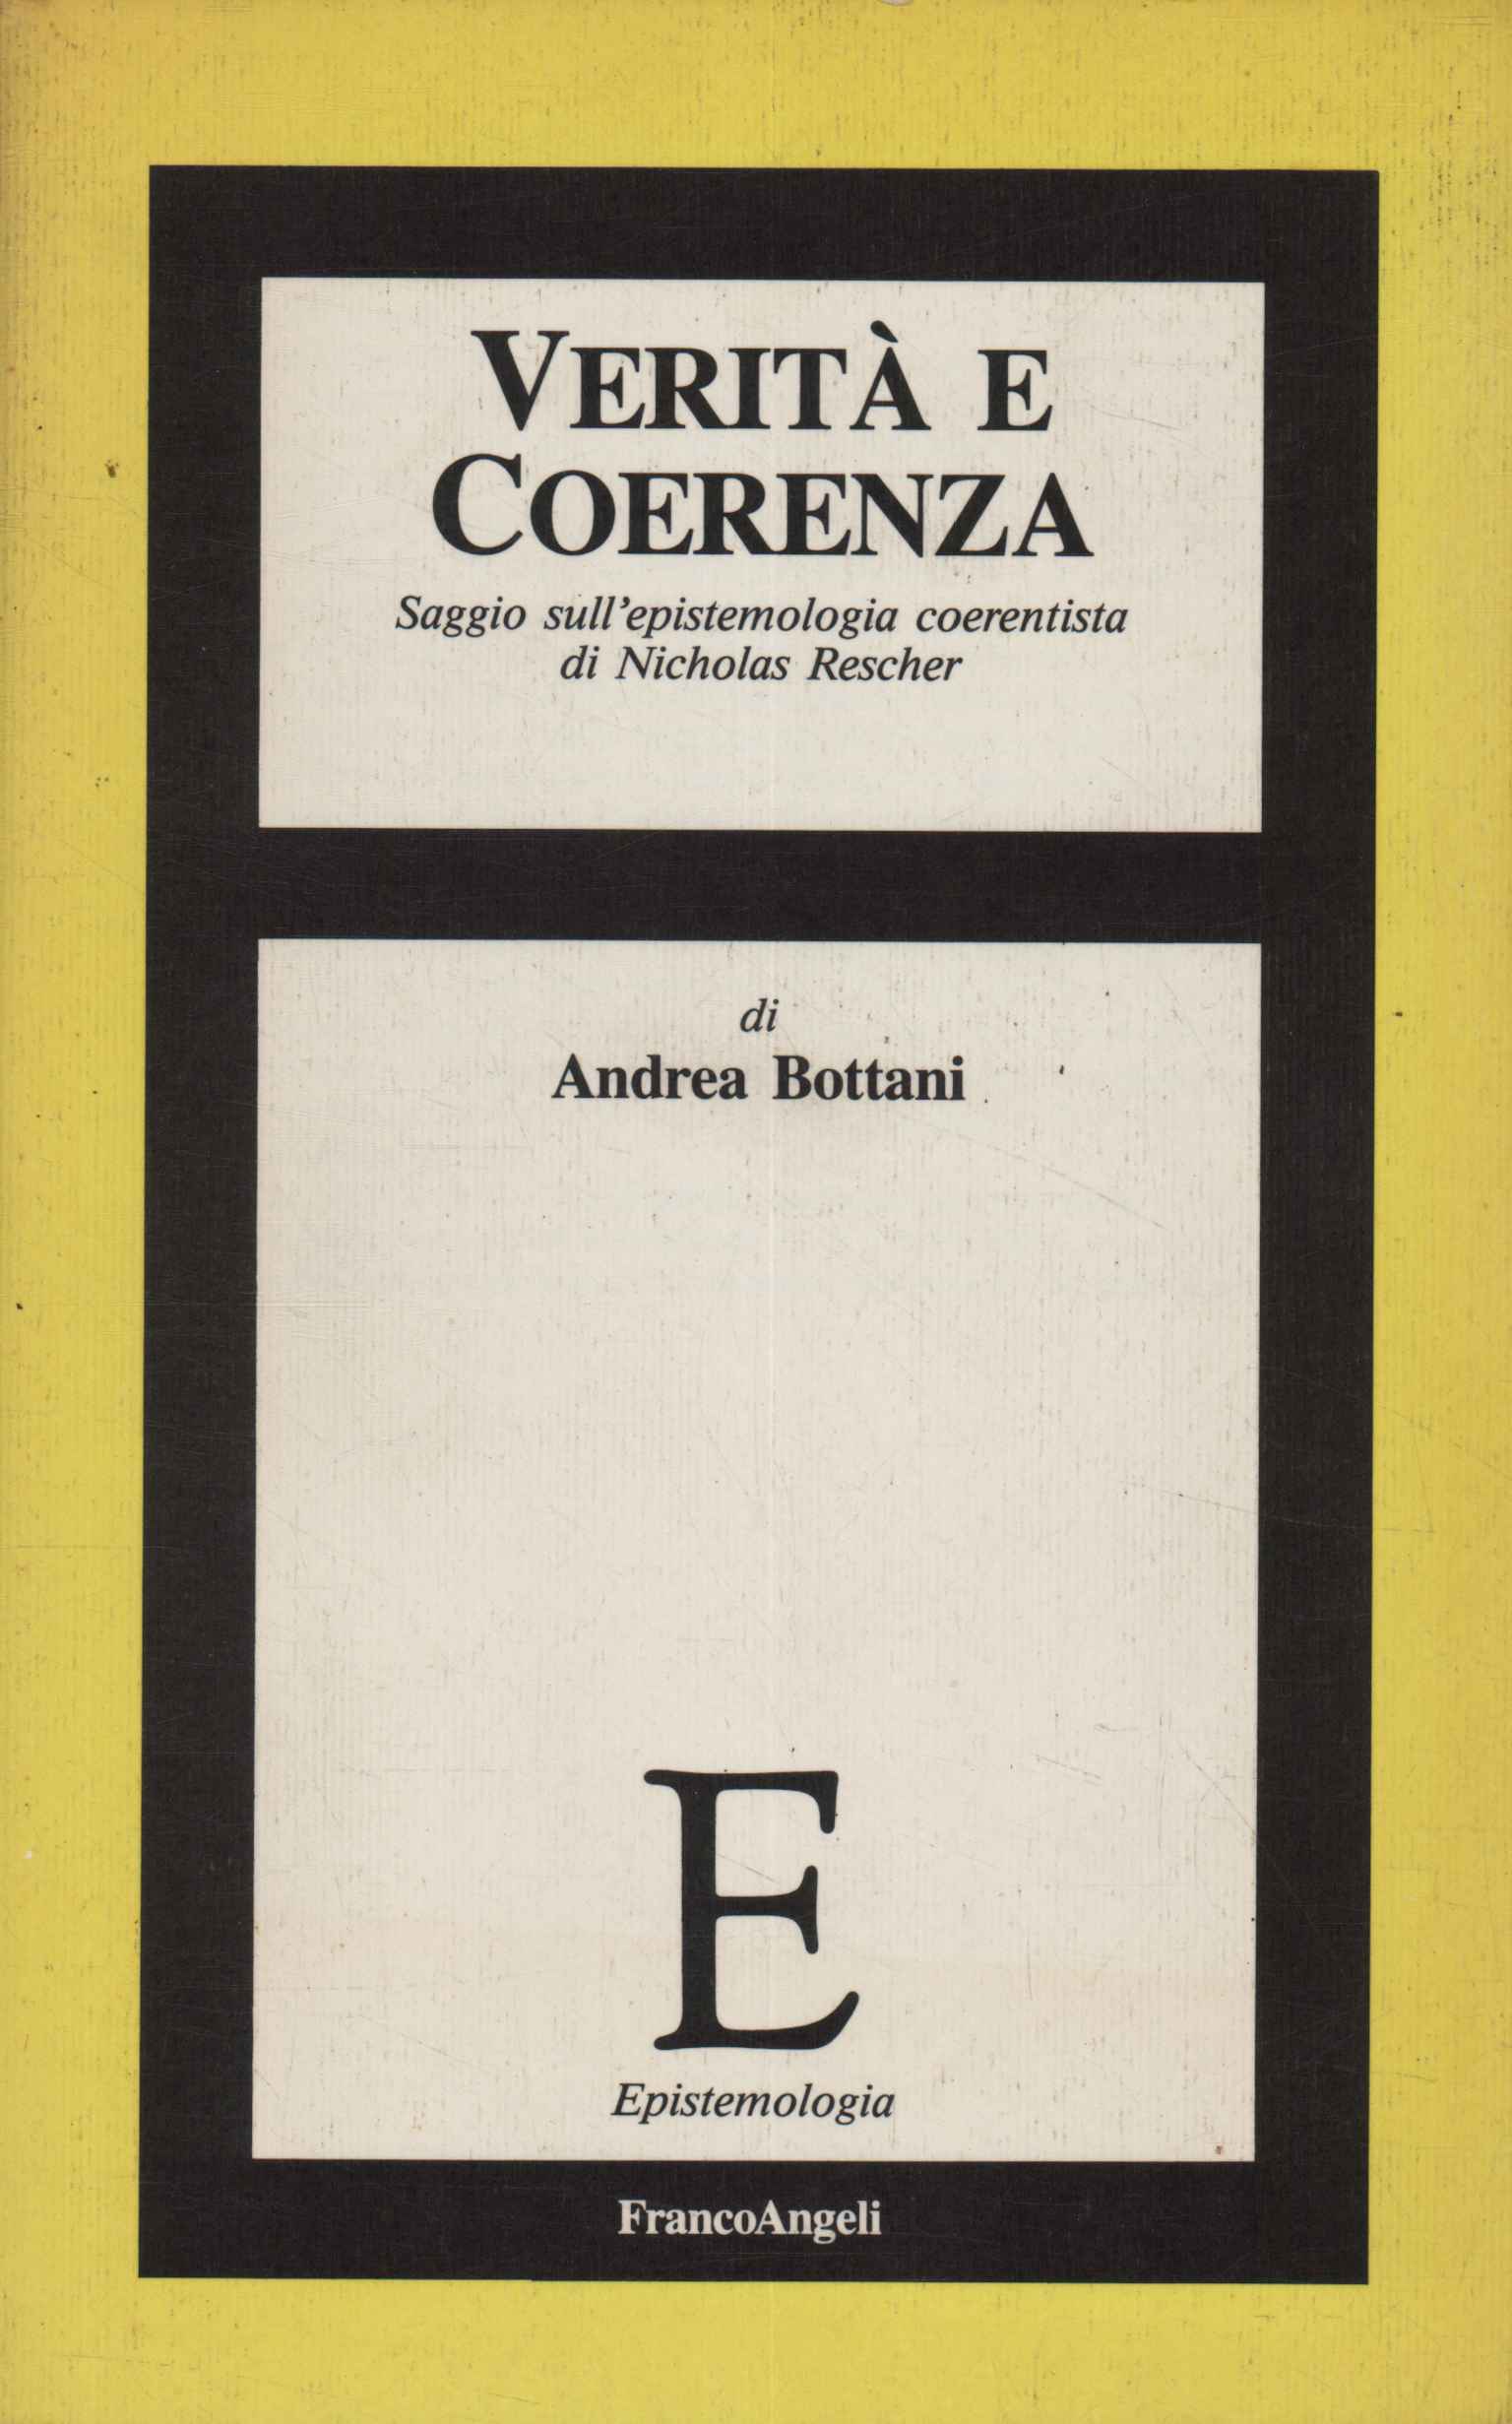 VERITÀ E
COERENZA
Saggio sull'epistemologia coerentista
di Nicholas Rescher
di
Andrea Bottani
E
Epistemologia
FrancoAngeli